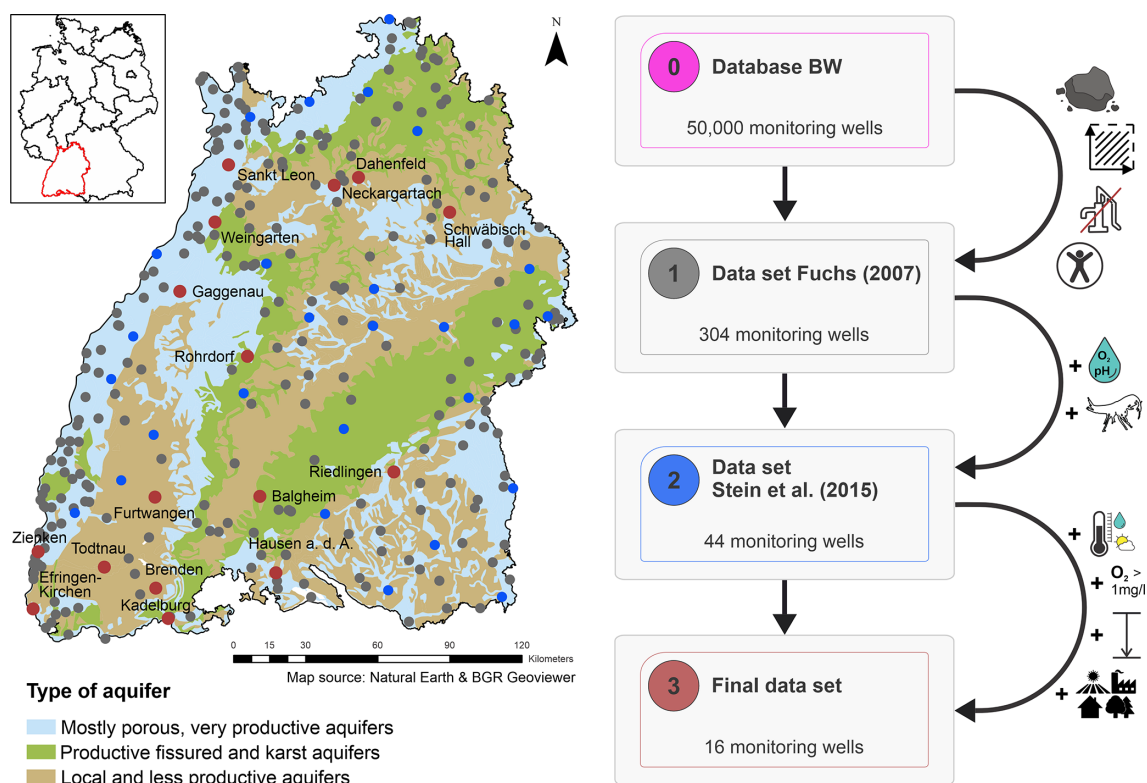 N
Dahenfeld
Sankt Leon
Neckargartach
Schwäbisch
Hall
Weingarten
Gaggenau
Rohrdorf
Riedlingen
Balgheim
Furtwangen
Zienken
Hausen a. d. A.
Todtnau
Brenden
Efringen-
Kirchen
Kadelburg
0 15 30 60 90 120
Kilometers
Map source: Natural Earth & BGR Geoviewer
Type of aquifer
Mostly porous, very productive aquifers
Productive fissured and karst aquifers
Local and less productive aquifers
0 Database BW
50,000 monitoring wells
1 Data set Fuchs (2007)
304 monitoring wells
+ O₂
pH
+
2 Data set
Stein et al. (2015)
44 monitoring wells
+
+ O₂ >
1mg/l
+
+
3 Final data set
16 monitoring wells